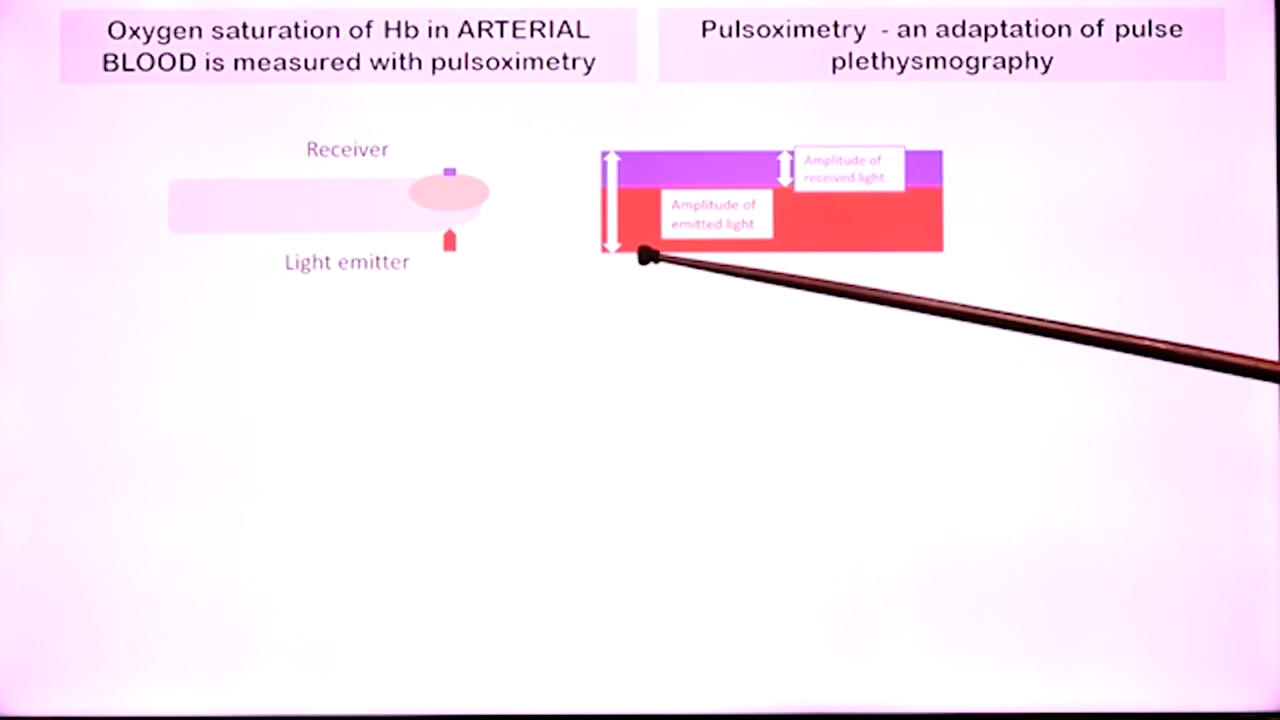 Oxygen saturation of Hb in ARTERIAL
BLOOD is measured with pulsoximetry
Pulsoximetry - an adaptation of pulse
plethysmography
Receiver
Light emitter
Amplitude of
received light
Amplitude of
emitted light